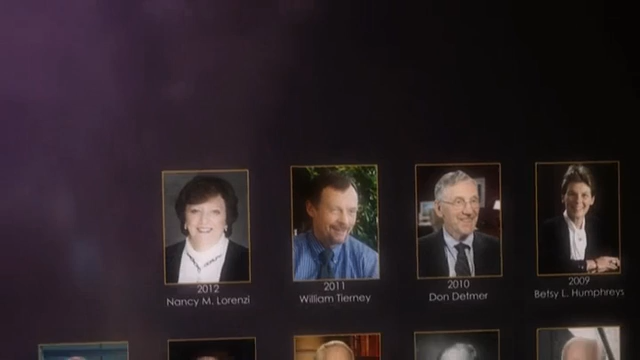 2012
Nancy M. Lorenzi
2011
William Tierney
2010
Don Detmer
2009
Betsy L. Humphreys